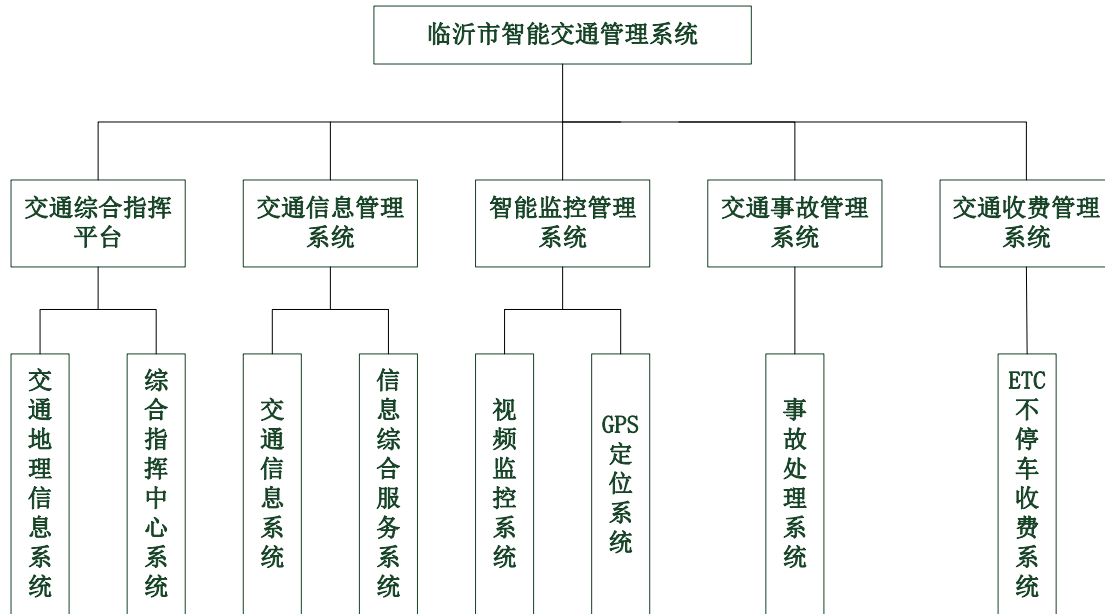 临沂市智能交通管理系统
交通综合指挥
平台
交通信息管理
系统
智能监控管理
系统
交通事故管理
系统
交通收费管理
系统
交通地理信息系统
综合指挥中心系统
交通信息系统
信息综合服务系统
视频监控系统
GPS定位系统
事故处理系统
ETC不停车收费系统